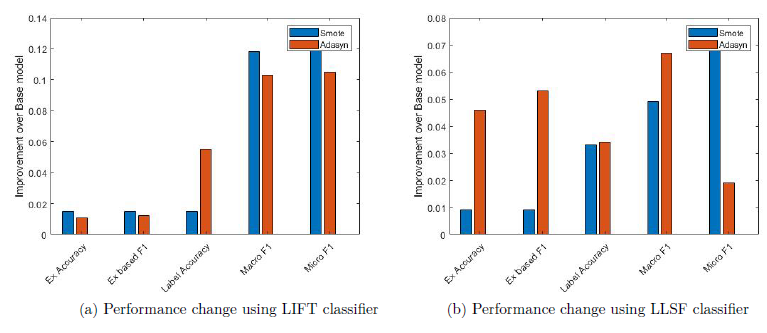 0.14
0.12
0.1
0.08
0.06
0.04
0.02
0
Improvement over Base model
Smote
Adasyn
Ex Accuracy
Ex based F1
Label Accuracy
Macro F1
Micro F1
(a) Performance change using LIFT classifier
0.08
0.07
0.06
0.05
0.04
0.03
0.02
0.01
0
Improvement over Base model
Smote
Adasyn
Ex Accuracy
Ex based F1
Label Accuracy
Macro F1
Micro F1
(b) Performance change using LLSF classifier